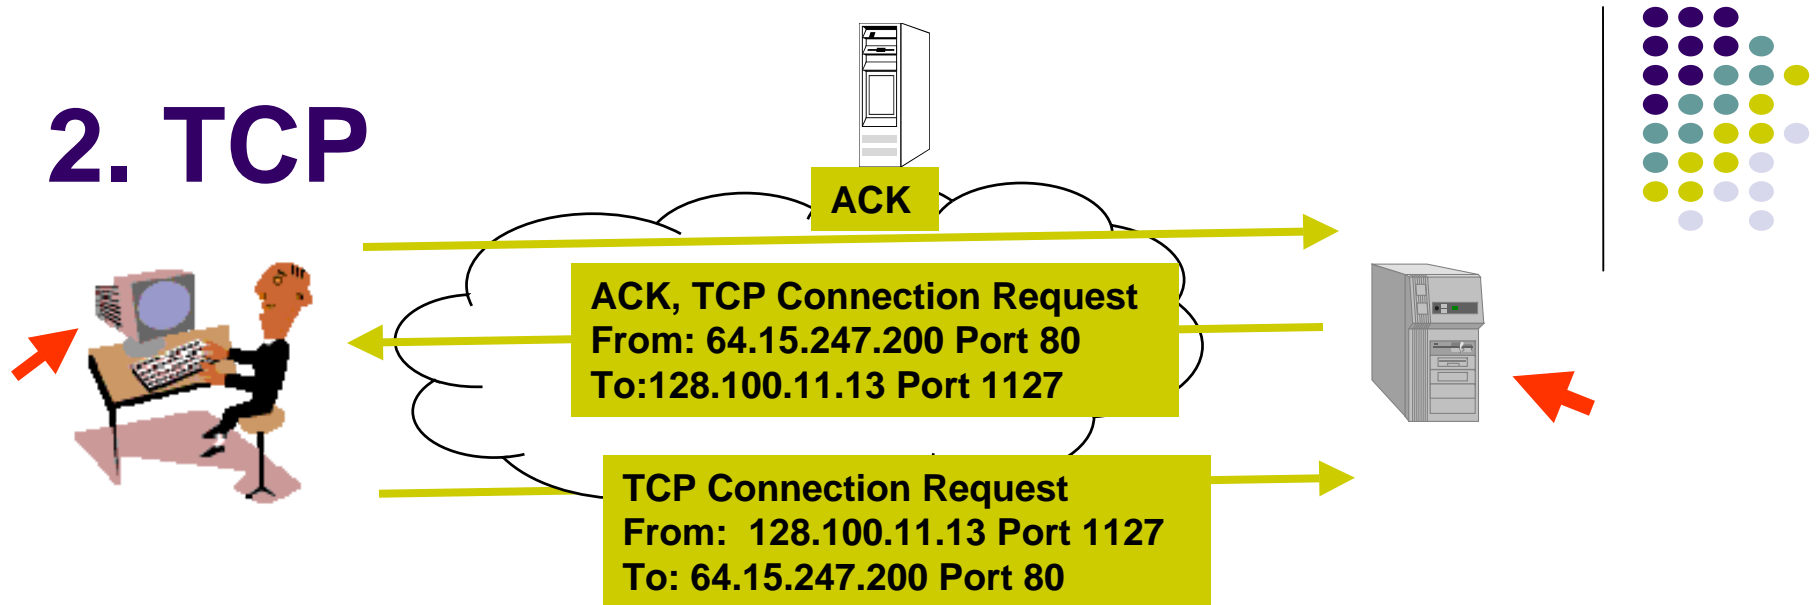 2. TCP
ACK
ACK, TCP Connection Request
From: 64.15.247.200 Port 80
To:128.100.11.13 Port 1127
TCP Connection Request
From: 128.100.11.13 Port 1127
To: 64.15.247.200 Port 80